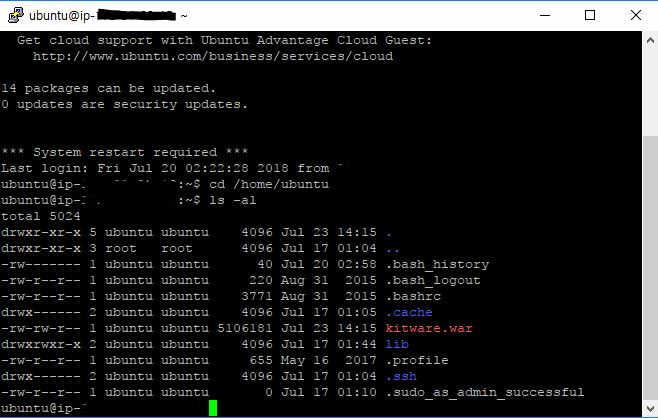 ubuntu@ip- ~
Get cloud support with Ubuntu Advantage Cloud Guest:
http://www.ubuntu.com/business/services/cloud
14 packages can be updated.
0 updates are security updates.
*** System restart required ***
Last login: Fri Jul 20 02:22:28 2018 from
ubuntu@ip- :~$ cd /home/ubuntu
ubuntu@ip- :~$ ls -al
total 5024
drwxr-xr-x 5 ubuntu ubuntu 4096 Jul 23 14:15 .
drwxr-xr-x 3 root root 4096 Jul 17 01:04 ..
-rw------- 1 ubuntu ubuntu 40 Jul 20 02:58 .bash_history
-rw-r--r-- 1 ubuntu ubuntu 220 Aug 31 2015 .bash_logout
-rw-r--r-- 1 ubuntu ubuntu 3771 Aug 31 2015 .bashrc
drwx------ 2 ubuntu ubuntu 4096 Jul 17 01:05 .cache
-rw-rw-r-- 1 ubuntu ubuntu 5106181 Jul 23 14:15 kitware.war
drwxrwxr-x 2 ubuntu ubuntu 4096 Jul 17 01:44 lib
-rw-r--r-- 1 ubuntu ubuntu 655 May 16 2017 .profile
drwx------ 2 ubuntu ubuntu 4096 Jul 17 01:04 .ssh
-rw-r--r-- 1 ubuntu ubuntu 0 Jul 17 01:10 .sudo_as_admin_successful
ubuntu@ip-